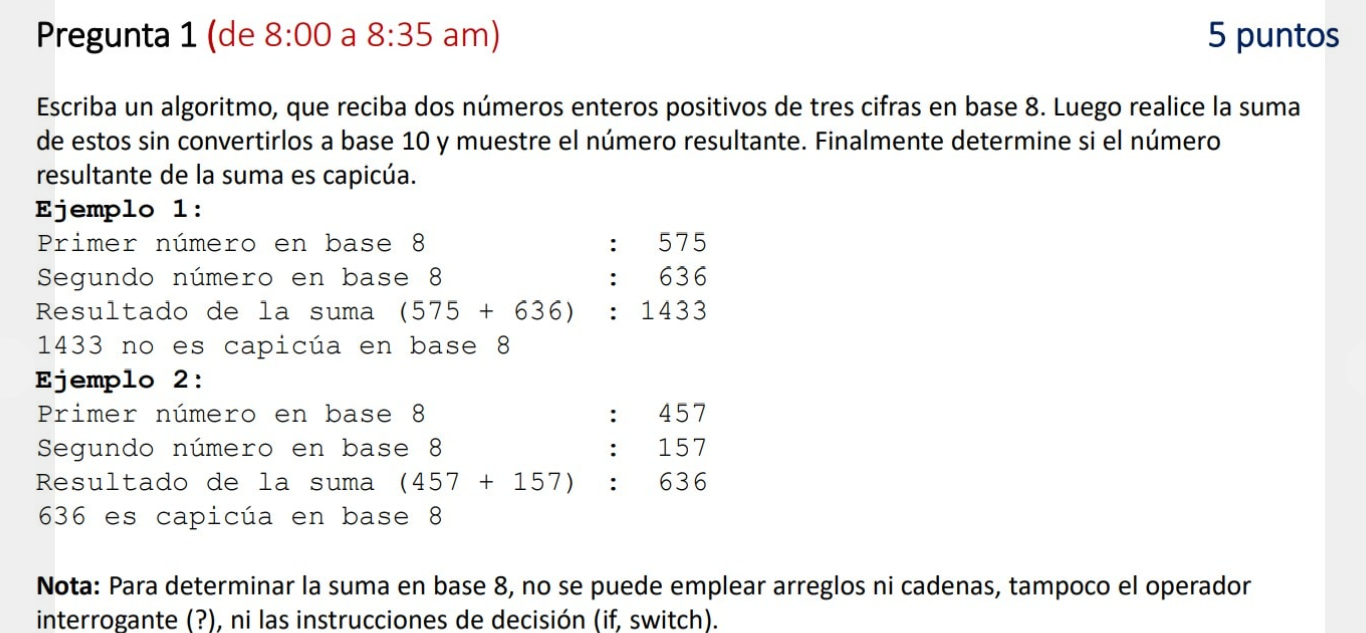 Pregunta 1 (de 8:00 a 8:35 am) 5 puntos
Escriba un algoritmo, que reciba dos números enteros positivos de tres cifras en base 8. Luego realice la suma
de estos sin convertirlos a base 10 y muestre el número resultante. Finalmente determine si el número
resultante de la suma es capicúa.
Ejemplo 1:
Primer número en base 8 : 575
Segundo número en base 8 : 636
Resultado de la suma (575 + 636) : 1433
1433 no es capicúa en base 8
Ejemplo 2:
Primer número en base 8 : 457
Segundo número en base 8 : 157
Resultado de la suma (457 + 157) : 636
636 es capicúa en base 8
Nota: Para determinar la suma en base 8, no se puede emplear arreglos ni cadenas, tampoco el operador
interrogante (?), ni las instrucciones de decisión (if, switch).